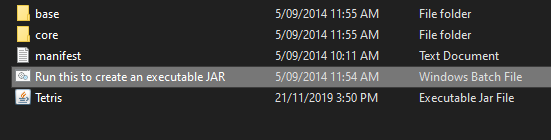 base 5/09/2014 11:55 AM File folder
core 5/09/2014 11:55 AM File folder
manifest 5/09/2014 10:11 AM Text Document
Run this to create an executable JAR 5/09/2014 11:54 AM Windows Batch File
Tetris 21/11/2019 3:50 PM Executable Jar File